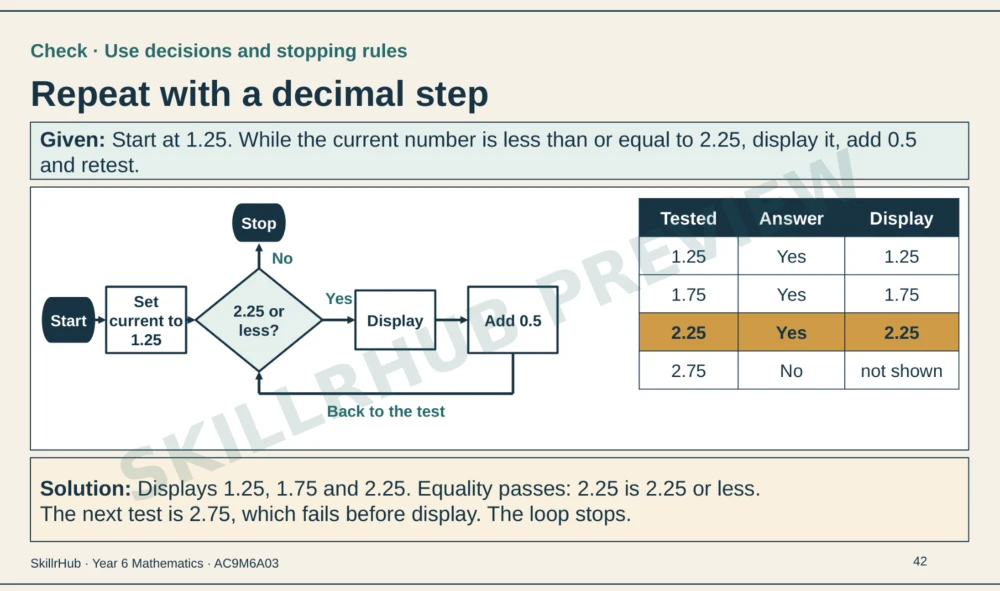 Check · Use decisions and stopping rules
Repeat with a decimal step
Given: Start at 1.25. While the current number is less than or equal to 2.25, display it, add 0.5
and retest.
Stop
No
Start
Set
current to
1.25
2.25 or
less?
Yes
Display
Add 0.5
Back to the test
Tested Answer Display
1.25 Yes 1.25
1.75 Yes 1.75
2.25 Yes 2.25
2.75 No not shown
SKILLRHUB PREVIEW
Solution: Displays 1.25, 1.75 and 2.25. Equality passes: 2.25 is 2.25 or less.
The next test is 2.75, which fails before display. The loop stops.
SkillrHub · Year 6 Mathematics · AC9M6A03
42